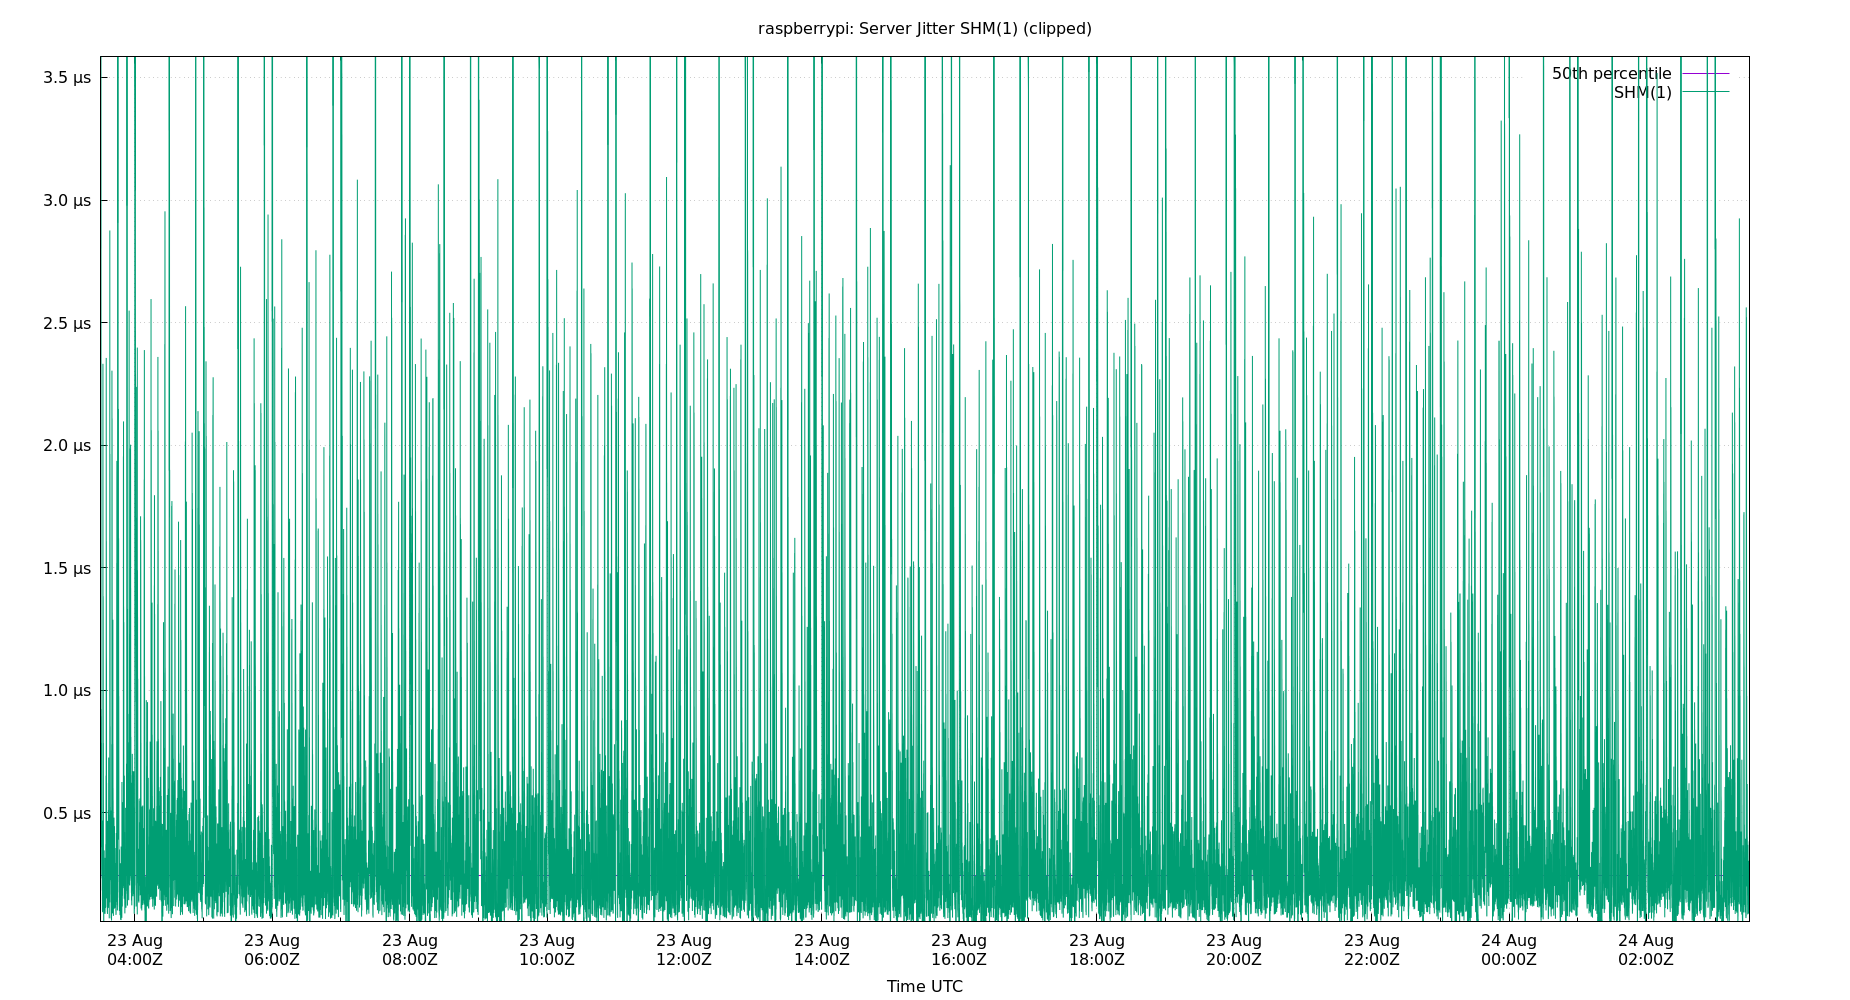 raspberrypi: Server Jitter SHM(1) (clipped)
3.5 µs
50th percentile
SHM(1)
3.0 µs
2.5 µs
2.0 µs
1.5 µs
1.0 µs
0.5 µs
23 Aug 23 Aug 23 Aug 23 Aug 23 Aug 23 Aug 23 Aug 23 Aug 23 Aug 23 Aug 24 Aug 24 Aug
04:00Z 06:00Z 08:00Z 10:00Z 12:00Z 14:00Z 16:00Z 18:00Z 20:00Z 22:00Z 00:00Z 02:00Z
Time UTC